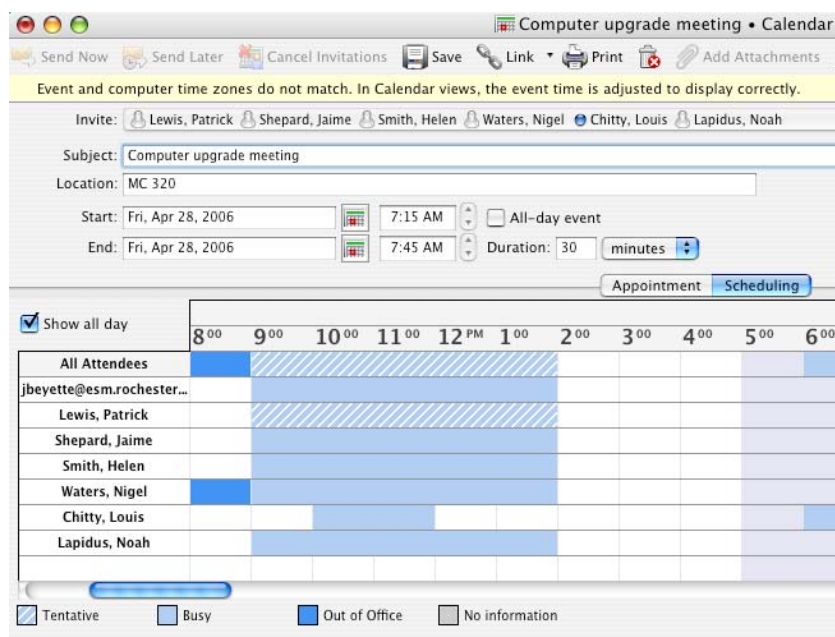 Computer upgrade meeting • Calendar
Send Now Send Later Cancel Invitations Save Link Print Add Attachments
Event and computer time zones do not match. In Calendar views, the event time is adjusted to display correctly.
Invite: Lewis, Patrick Shepard, Jaime Smith, Helen Waters, Nigel Chitty, Louis Lapidus, Noah
Subject: Computer upgrade meeting
Location: MC 320
Start: Fri, Apr 28, 2006 7:15 AM All-day event
End: Fri, Apr 28, 2006 7:45 AM Duration: 30 minutes
Appointment Scheduling
Show all day
8 00 9 00 10 00 11 00 12 PM 1 00 2 00 3 00 4 00 5 00 6 00
All Attendees
jbeyette@esm.rochester...
Lewis, Patrick
Shepard, Jaime
Smith, Helen
Waters, Nigel
Chitty, Louis
Lapidus, Noah
Tentative Busy Out of Office No information